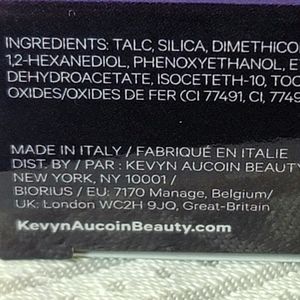 INGREDIENTS: TALC, SILICA, DIMETHICO
1,2-HEXANEDIOL, PHENOXYETHANOL, E
DEHYDROACETATE, ISOCETETH-10, TOC
OXIDES/OXIDES DE FER (CI 77491, CI, 7749
MADE IN ITALY / FABRIQUÉ EN ITALIE
DIST. BY / PAR : KEVYN AUCOIN BEAUTY
NEW YORK, NY 10001 /
BIORIUS / EU: 7170 Manage, Belgium/
UK: London WC2H 9JQ, Great-Britain
KevynAucoinBeauty.com